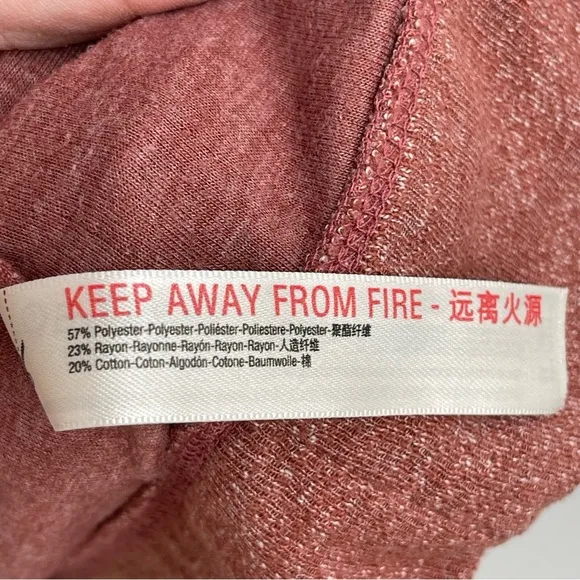 KEEP AWAY FROM FIRE - 远离火源
57% Polyester-Polyester-Poliéster-Poliestere-Polyester-聚酯纤维
23% Rayon-Rayonne-Rayón-Rayon-Rayon-人造纤维
20% Cotton-Coton-Algodón-Cotone-Baumwolle-棉